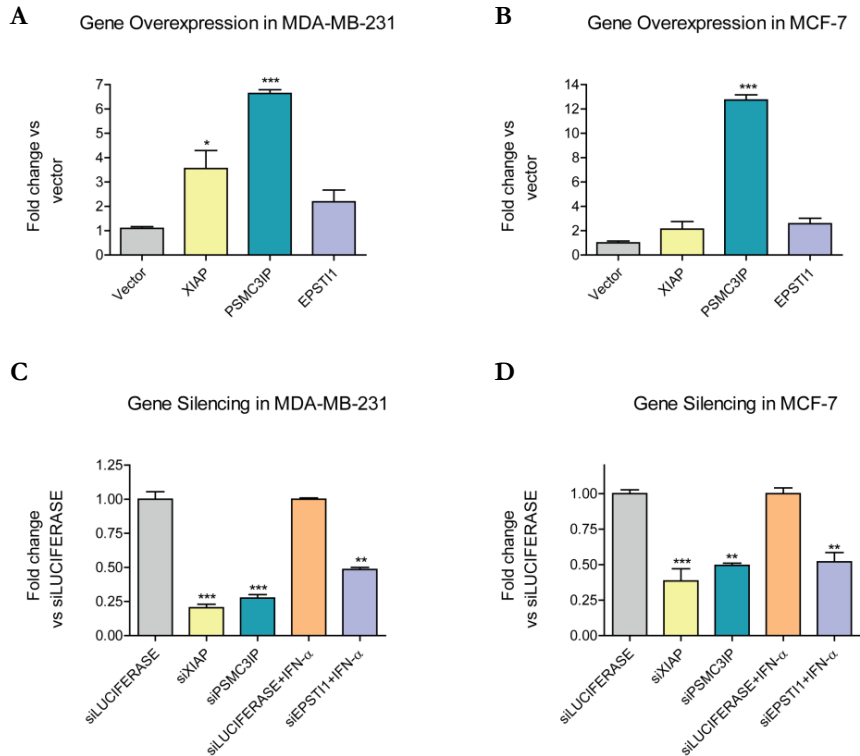 A
Gene Overexpression in MDA-MB-231
Fold change vs
vector
7
6
5
4
3
2
1
0
*
***
Vector
XIAP
PSMC3IP
EPSTI1
B
Gene Overexpression in MCF-7
Fold change vs
vector
14
12
10
8
6
4
2
0
***
Vector
XIAP
PSMC3IP
EPSTI1
C
Gene Silencing in MDA-MB-231
Fold change
vs siLUCIFERASE
1.25
1.00
0.75
0.50
0.25
0.00
***
***
**
siLUCIFERASE
siXIAP
siPSMC3IP
siLUCIFERASE+IFN-α
siEPSTI1+IFN-α
D
Gene Silencing in MCF-7
Fold change
vs siLUCIFERASE
1.00
0.75
0.50
0.25
0.00
***
**
**
siLUCIFERASE
siXIAP
siPSMC3IP
siLUCIFERASE+IFN-α
siEPSTI1+IFN-α